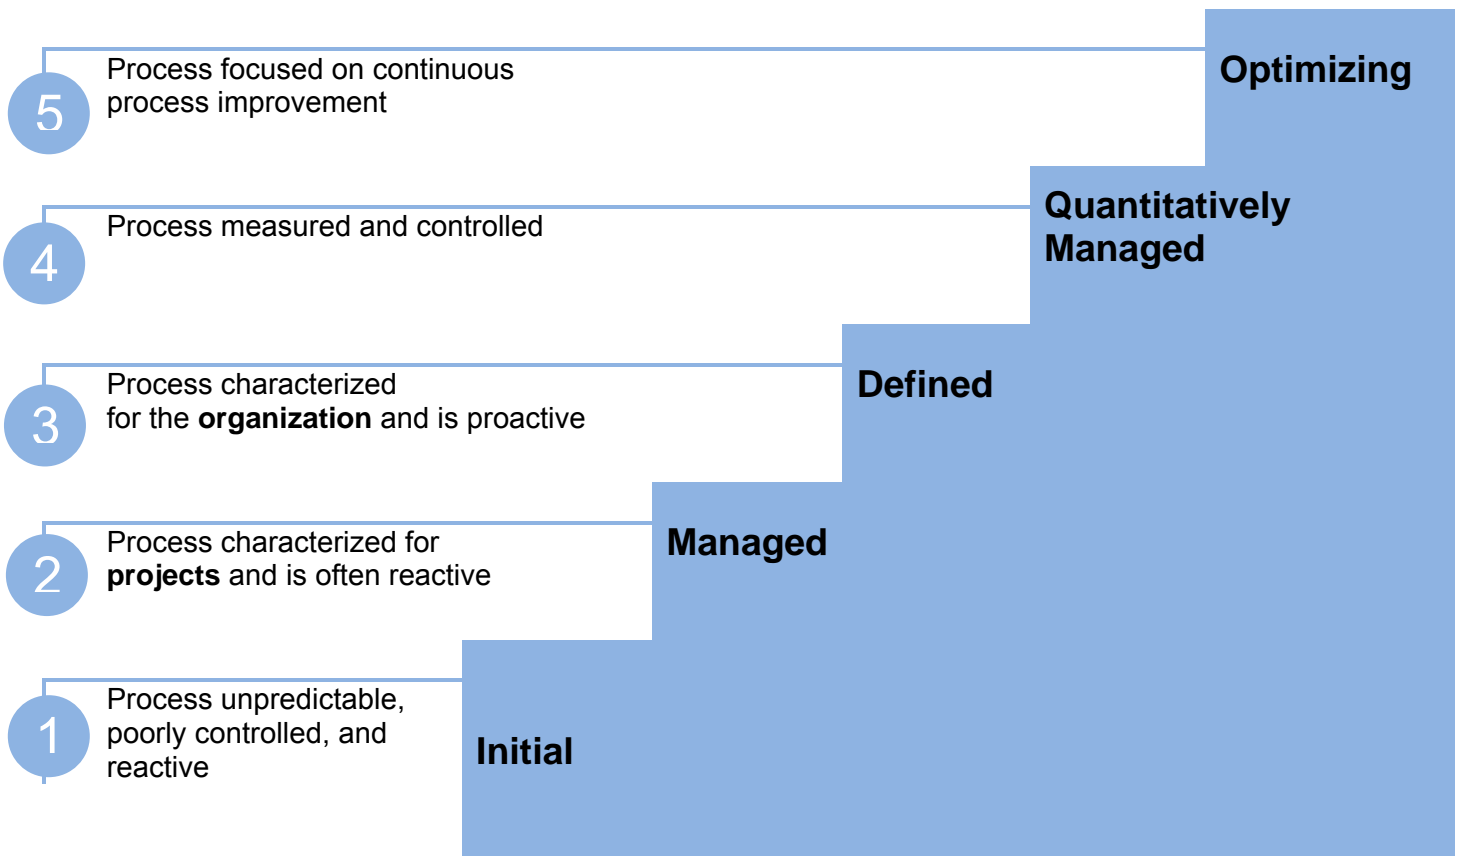 5
Process focused on continuous
process improvement
Optimizing
4
Process measured and controlled
Quantitatively
Managed
3
Process characterized
for the organization and is proactive
Defined
2
Process characterized for
projects and is often reactive
Managed
1
Process unpredictable,
poorly controlled, and
reactive
Initial